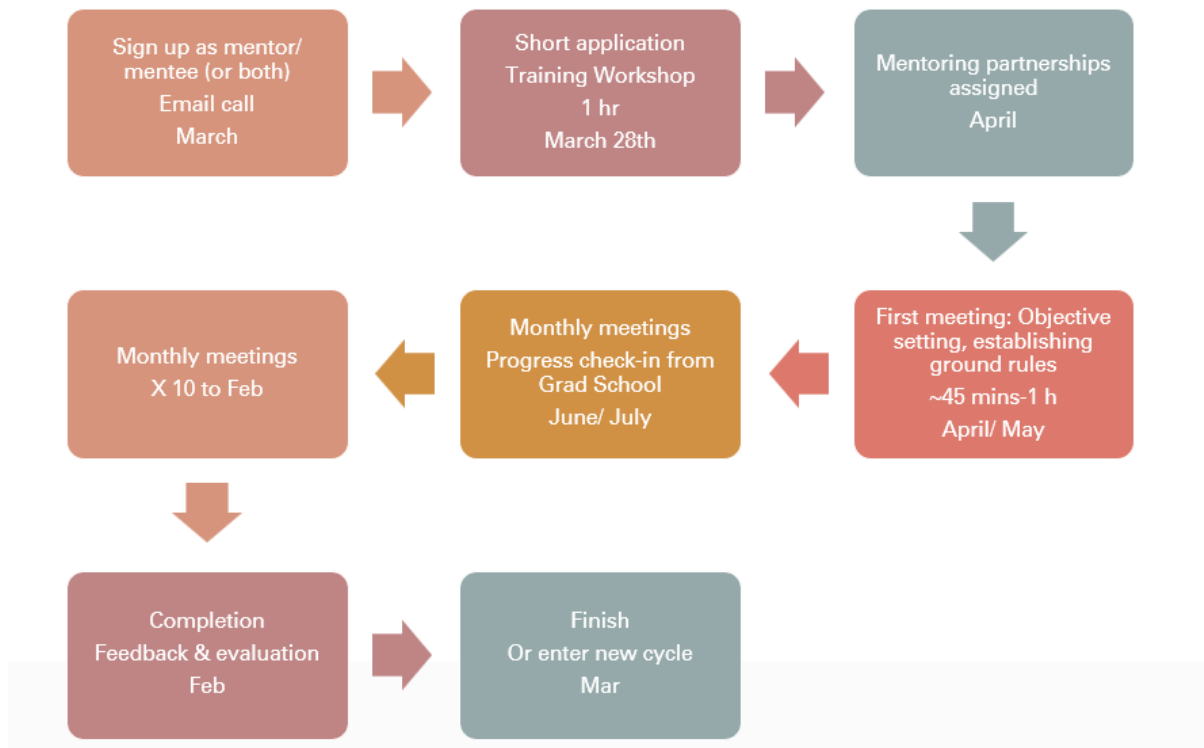 Sign up as mentor/
mentee (or both)
Email call
March
Short application
Training Workshop
1 hr
March 28th
Mentoring partnerships
assigned
April
First meeting: Objective
setting, establishing
ground rules
~45 mins-1 h
April/ May
Monthly meetings
Progress check-in from
Grad School
June/ July
Monthly meetings
X 10 to Feb
Completion
Feedback & evaluation
Feb
Finish
Or enter new cycle
Mar